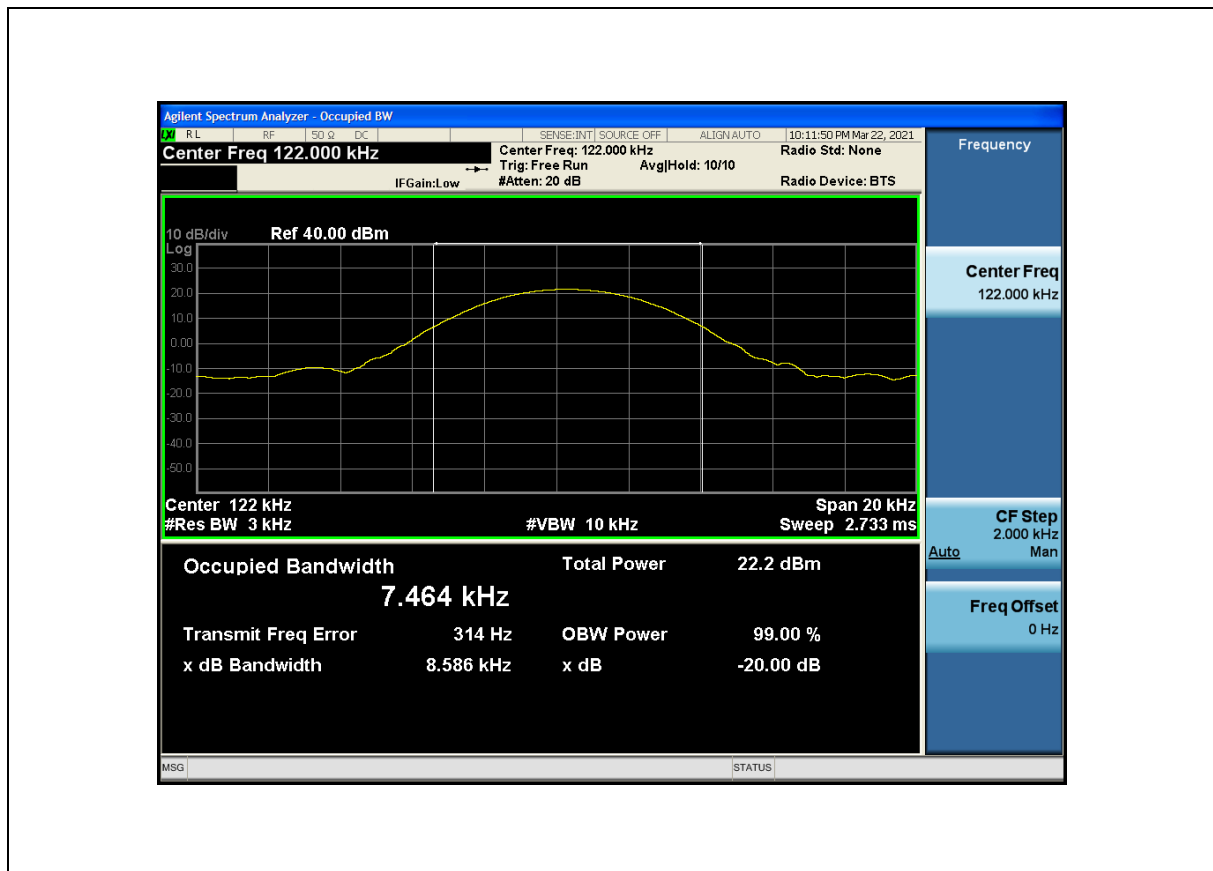 Agilent Spectrum Analyzer - Occupied BW
LXI RL RF 50 Ω DC SENSE:INT SOURCE OFF ALIGN AUTO 10:11:50 PM Mar 22, 2021
Center Freq 122.000 kHz
Center Freq: 122.000 kHz
Radio Std: None
Trig: Free Run Avg|Hold: 10/10
IFGain:Low #Atten: 20 dB Radio Device: BTS
10 dB/div Ref 40.00 dBm
Log
30.0
20.0
10.0
0.00
-10.0
-20.0
-30.0
-40.0
-50.0
Center 122 kHz Span 20 kHz
#Res BW 3 kHz #VBW 10 kHz Sweep 2.733 ms
Occupied Bandwidth Total Power 22.2 dBm
7.464 kHz
Transmit Freq Error 314 Hz OBW Power 99.00 %
x dB Bandwidth 8.586 kHz x dB -20.00 dB
Frequency
Center Freq
122.000 kHz
CF Step
2.000 kHz
Auto Man
Freq Offset
0 Hz
MSG STATUS